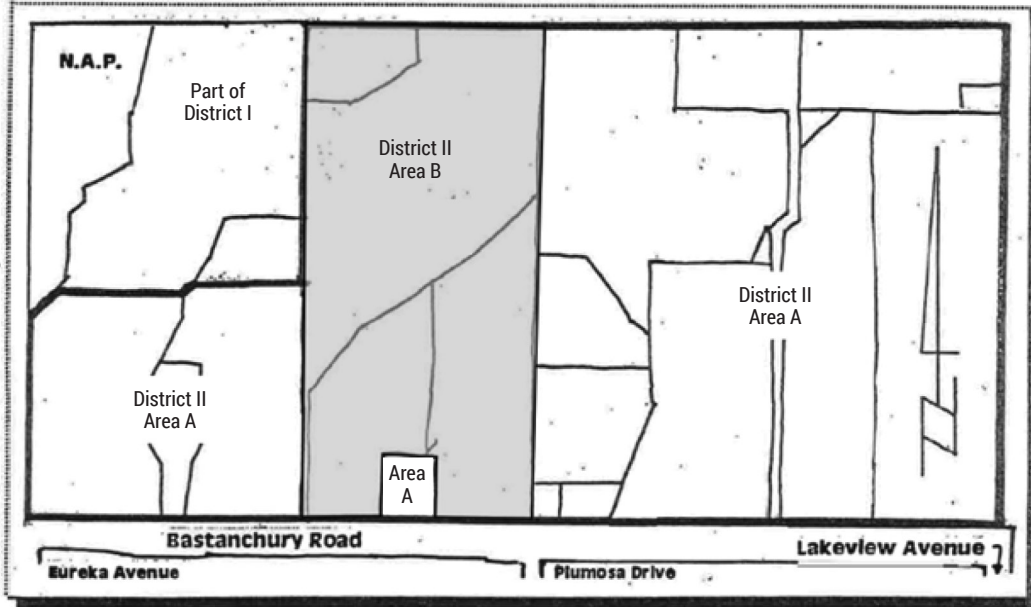 N.A.P.
Part of
District I
District II
Area B
District II
Area A
District II
Area A
Area
A
Bastanchury Road
Lakeview Avenue
Eureka Avenue
Plumosa Drive